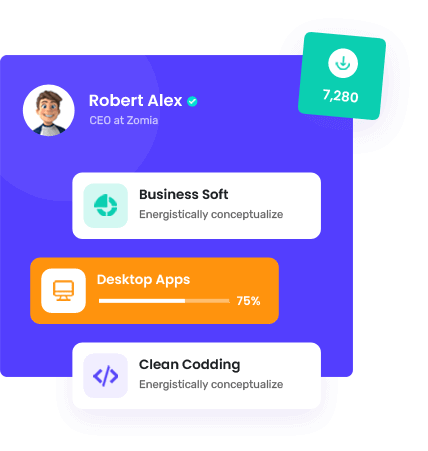 7,280
Robert Alex
CEO at Zomia
Business Soft
Energistically conceptualize
Desktop Apps
75%
Clean Codding
Energistically conceptualize